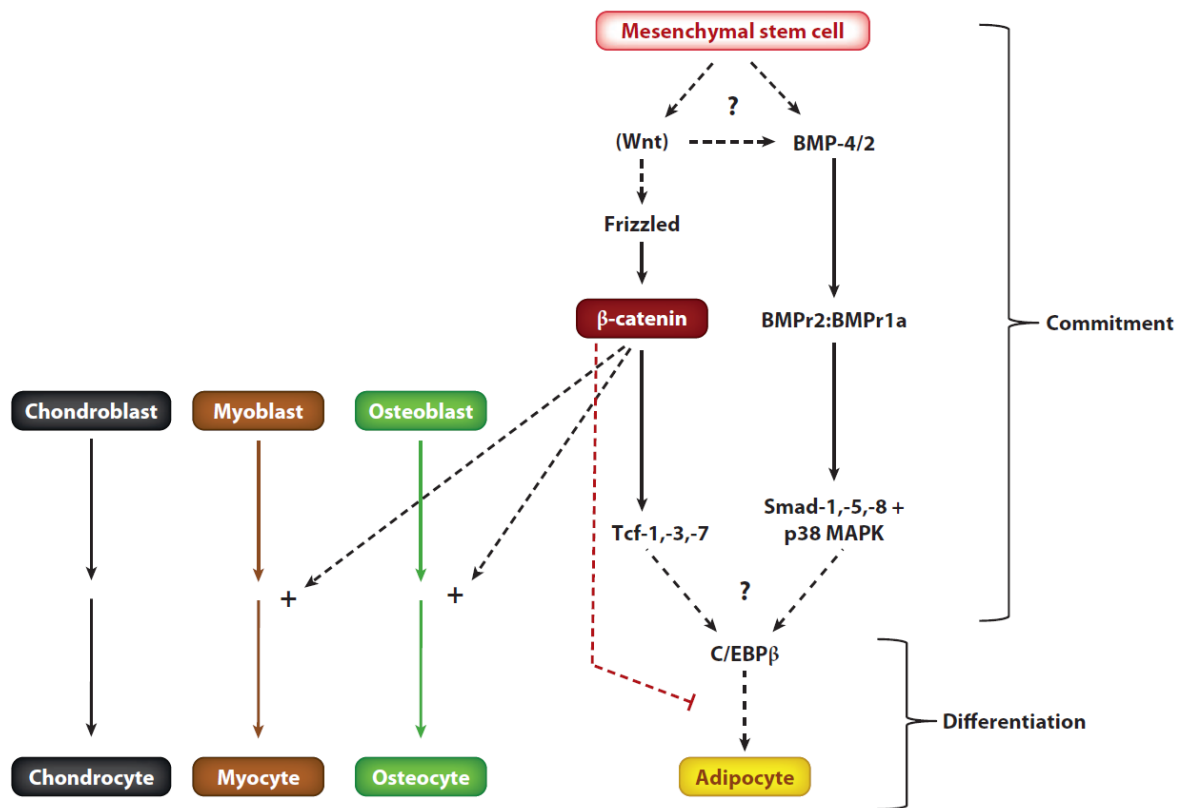 Mesenchymal stem cell
?
(Wnt)
BMP-4/2
Frizzled
β-catenin
BMPr2:BMPr1a
Commitment
Chondroblast
Myoblast
Osteoblast
Tcf-1,-3,-7
Smad-1,-5,-8 +
p38 MAPK
+
+
?
C/EBPβ
Differentiation
Chondrocyte
Myocyte
Osteocyte
Adipocyte